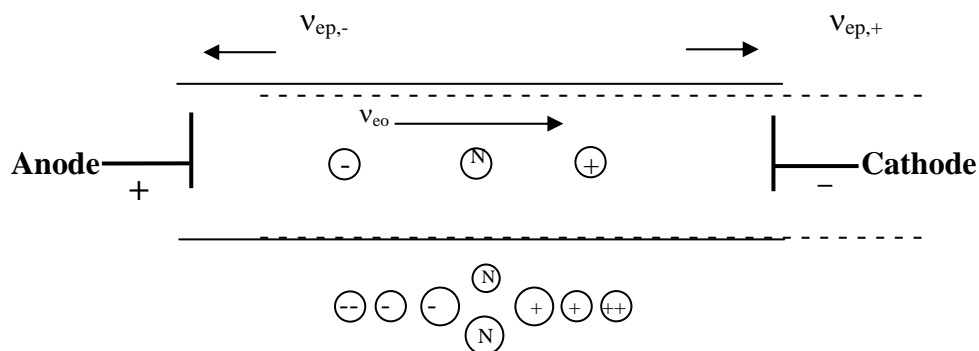 νep,- νep,+
νeo
Anode - N + Cathode
+ −
N
-- - - + + ++
N